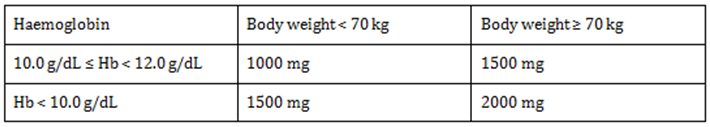 Haemoglobin Body weight < 70 kg Body weight ≥ 70 kg
10.0 g/dL ≤ Hb < 12.0 g/dL 1000 mg 1500 mg
Hb < 10.0 g/dL 1500 mg 2000 mg